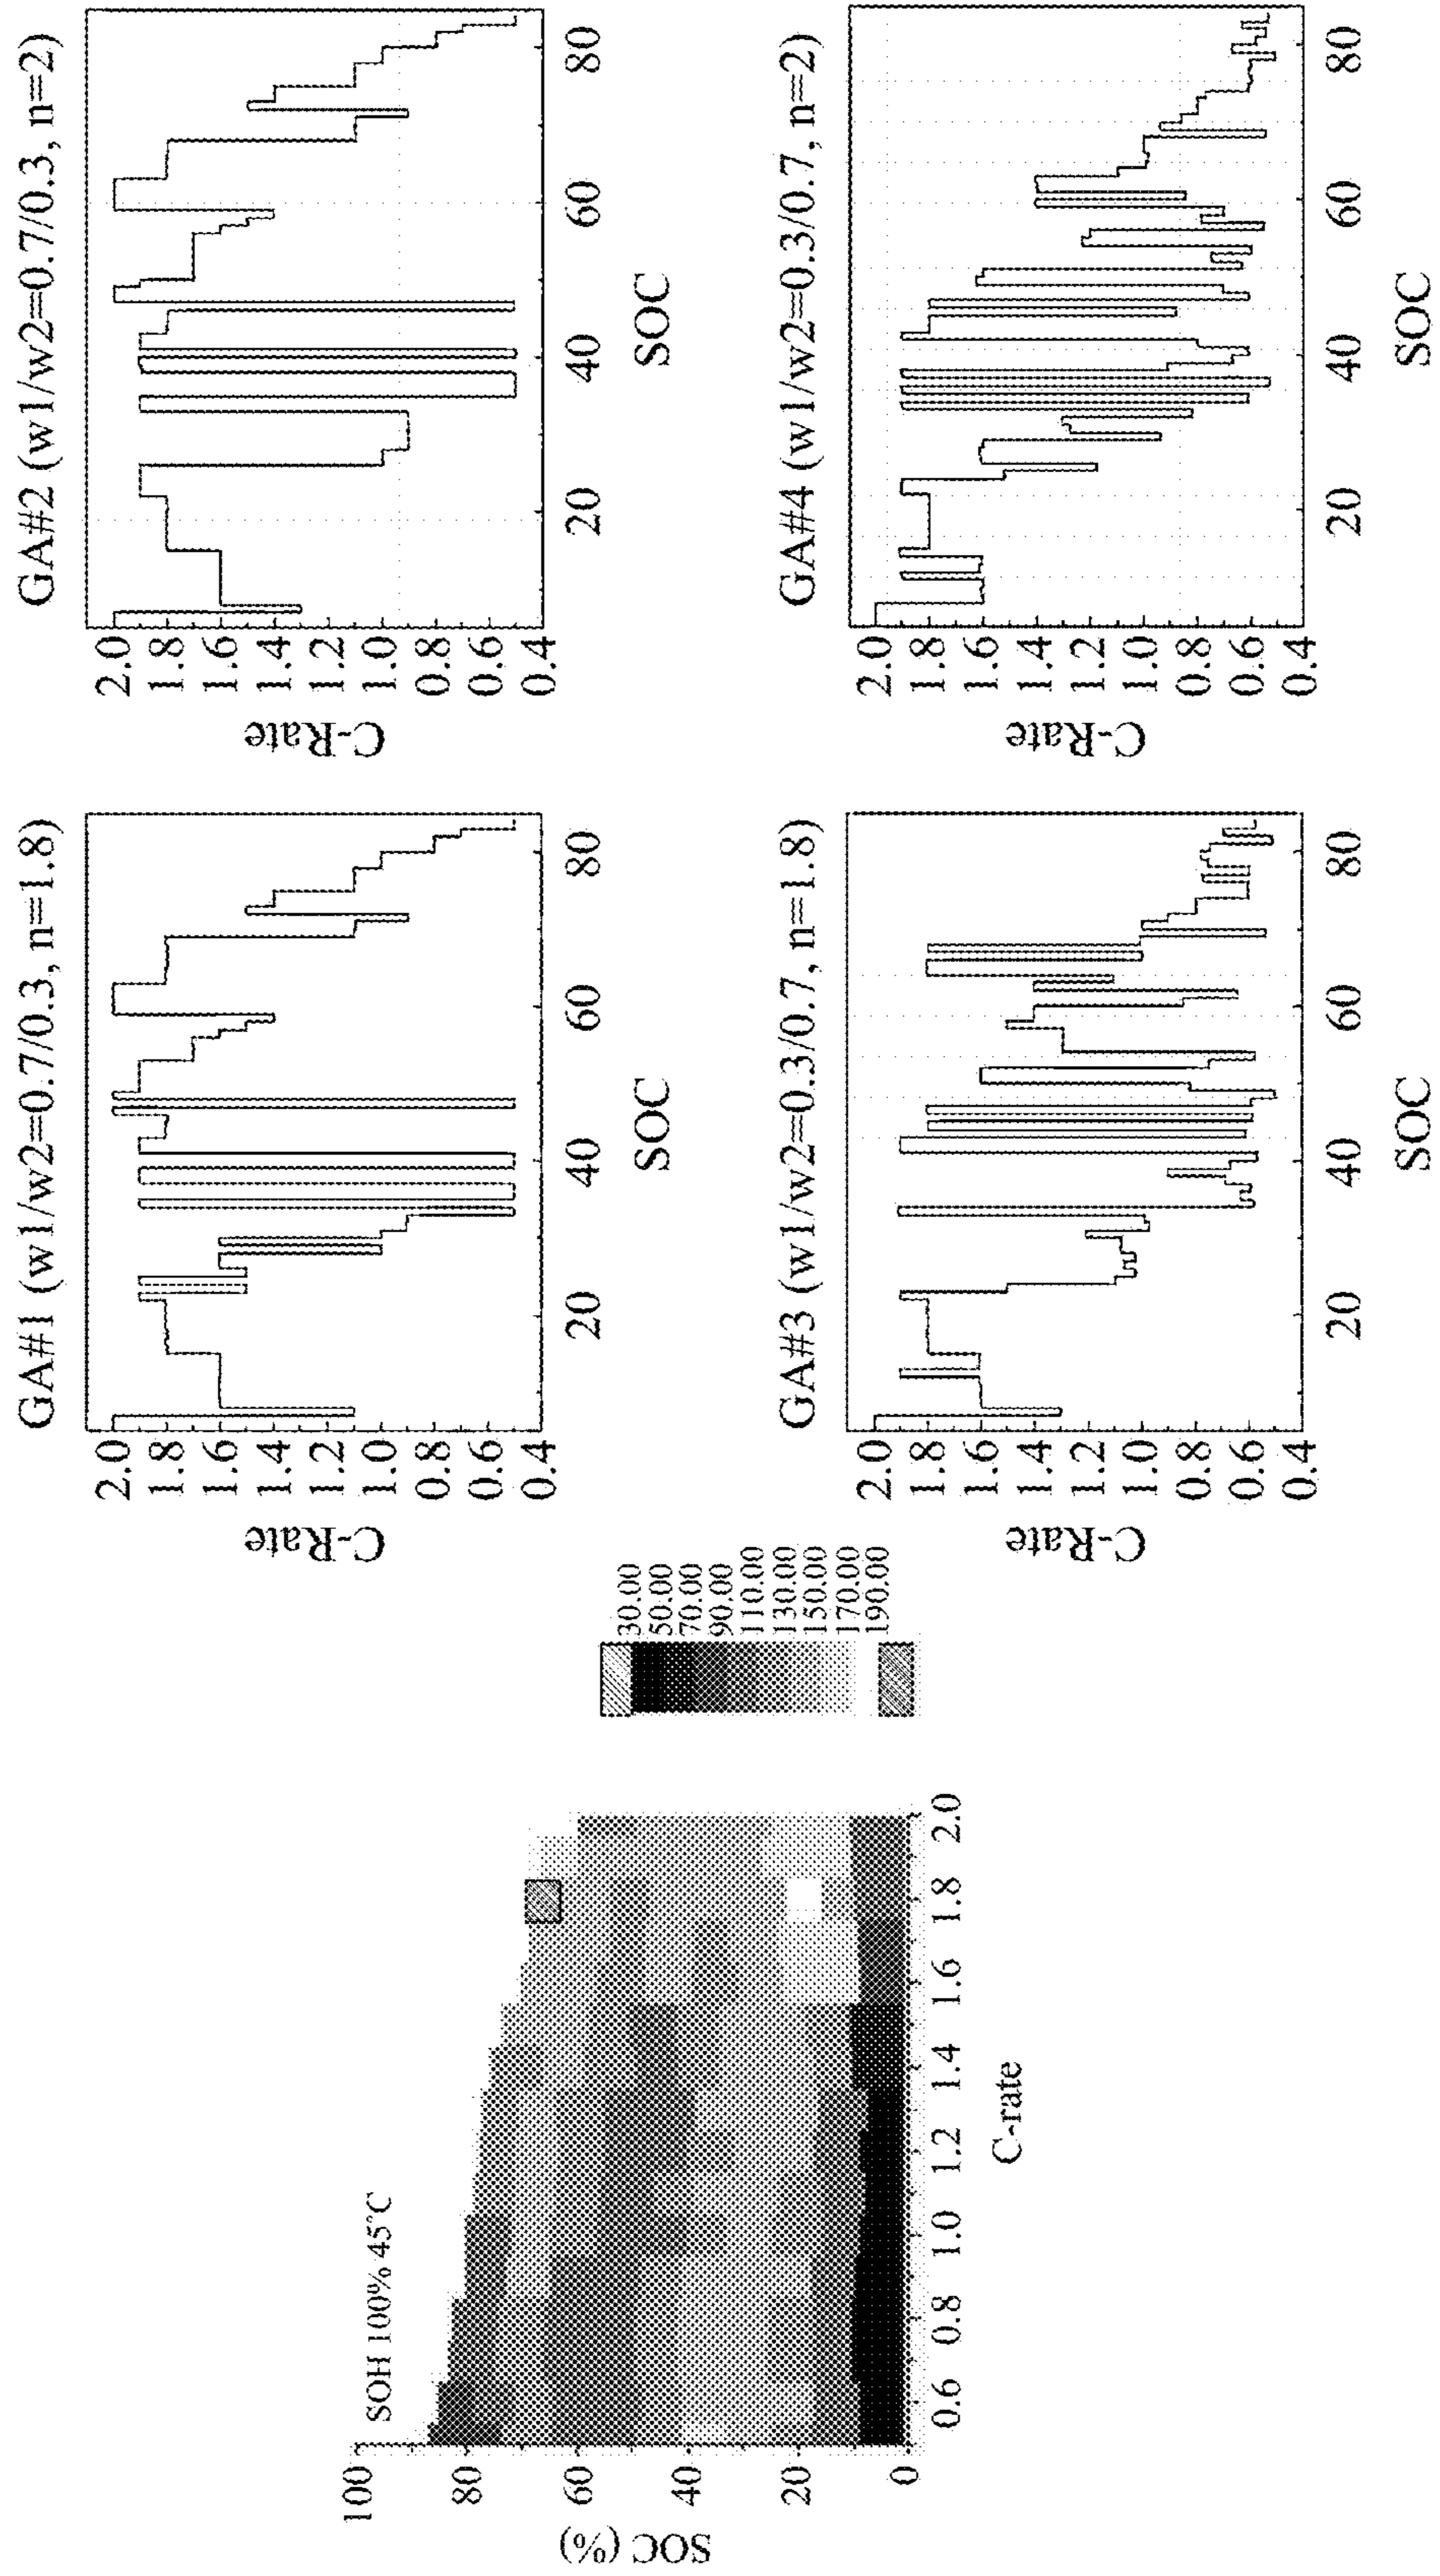 SOH 100% 45°C
SOC (%)
100
80
60
40
20
0
0.6 0.8 1.0 1.2 1.4 1.6 1.8 2.0
C-rate
30.00
50.00
70.00
90.00
110.00
130.00
150.00
170.00
190.00
GA#1 (w1/w2=0.7/0.3, n=1.8)
C-Rate
2.0
1.8
1.6
1.4
1.2
1.0
0.8
0.6
0.4
20 40 60 80
SOC
GA#2 (w1/w2=0.7/0.3, n=2)
C-Rate
2.0
1.8
1.6
1.4
1.2
1.0
0.8
0.6
0.4
20 40 60 80
SOC
GA#3 (w1/w2=0.3/0.7, n=1.8)
C-Rate
2.0
1.8
1.6
1.4
1.2
1.0
0.8
0.6
0.4
20 40 60 80
SOC
GA#4 (w1/w2=0.3/0.7, n=2)
C-Rate
2.0
1.8
1.6
1.4
1.2
1.0
0.8
0.6
0.4
20 40 60 80
SOC